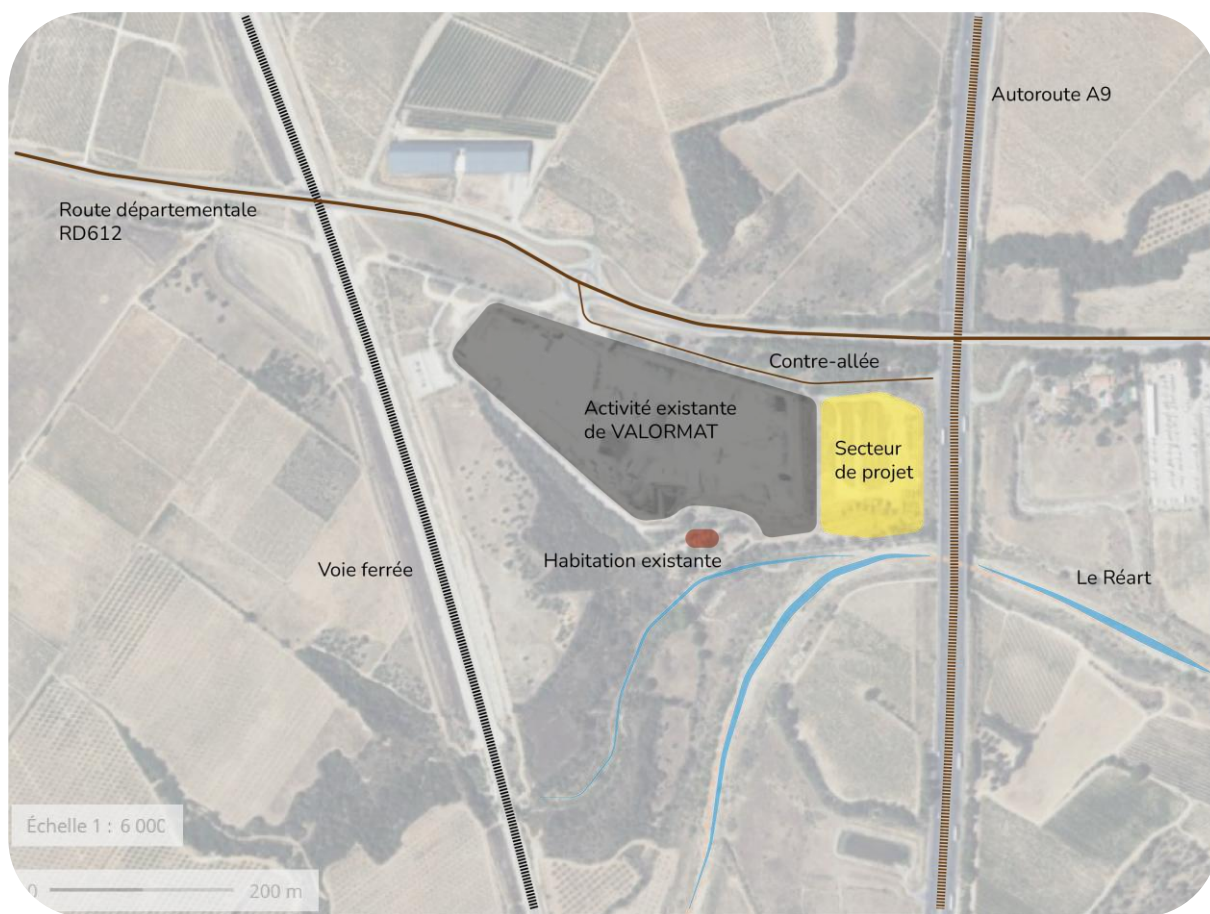 Autoroute A9
Route départementale
RD612
Contre-allée
Activité existante
de VALORMAT
Secteur
de projet
Habitation existante
Voie ferrée
Le Réart
Échelle 1 : 6 000
0
200 m